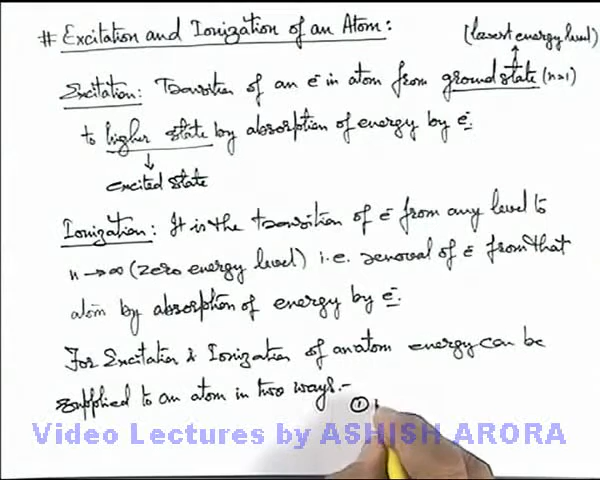 # Excitation and Ionization of an Atom:
(lowest energy level)
Excitation: Transition of an e⁻ in atom from ground state (n=1)
to higher state by absorption of energy by e⁻.
excited state
Ionization: It is the transition of e⁻ from any level to
n→∞ (zero energy level) i.e. removal of e⁻ from that
atom by absorption of energy by e⁻.
For Excitation & Ionization of an atom energy can be
supplied to an atom in two ways.-
①
Video Lectures by ASHISH ARORA